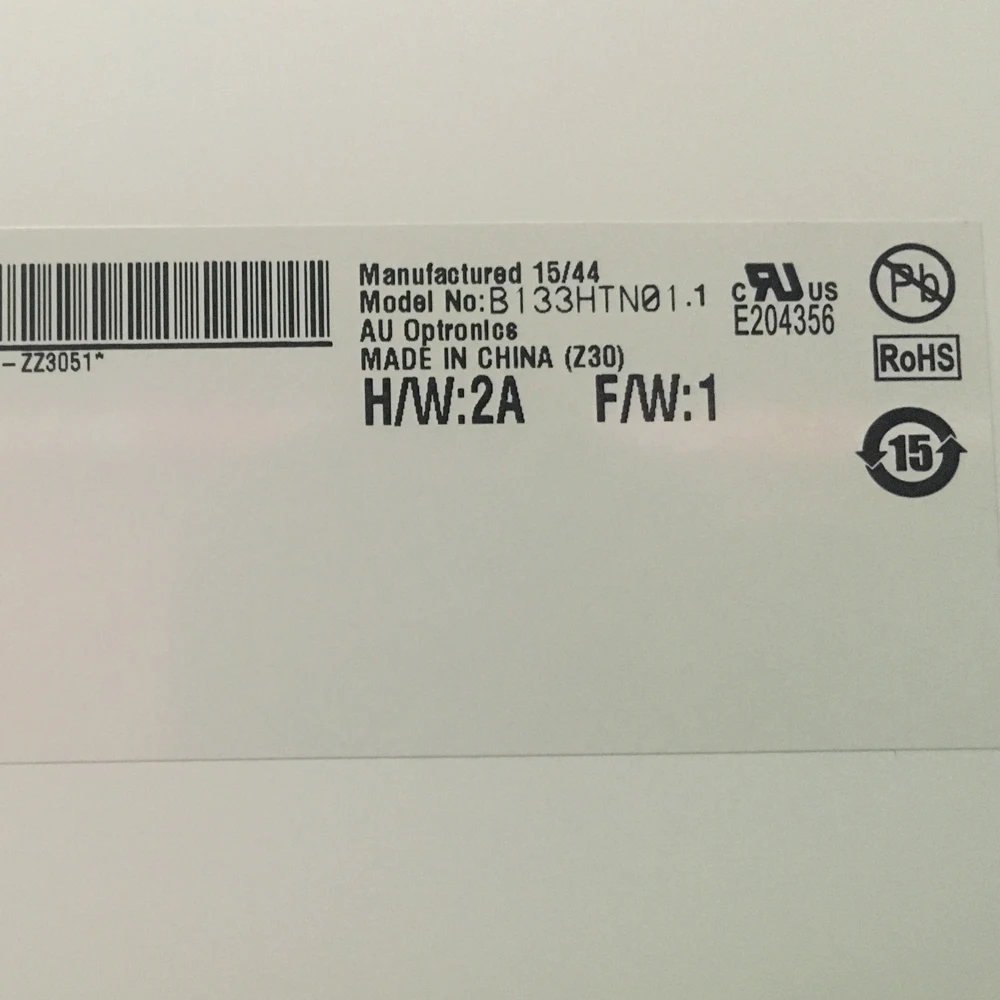 Manufactured 15/44
Model No:B133HTN01.1
AU Optronics
MADE IN CHINA (Z30)
H/W:2A F/W:1
-ZZ3051*
c RU US
E204356
Pb
RoHS
15